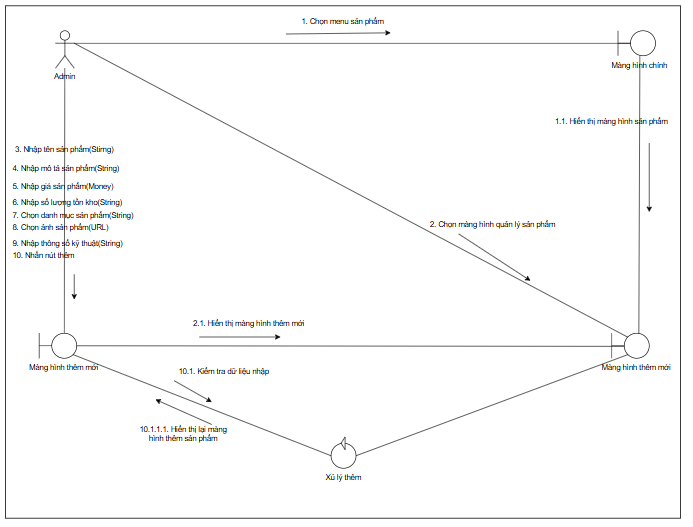 1. Chọn menu sản phẩm
Admin
Màng hình chính
1.1. Hiển thị màng hình sản phẩm
3. Nhập tên sản phẩm(Stirng)
4. Nhập mô tả sản phẩm(String)
5. Nhập giá sản phẩm(Money)
6. Nhập số lượng tồn kho(String)
7. Chọn danh mục sản phẩm(String)
8. Chọn ảnh sản phẩm(URL)
9. Nhập thông số kỹ thuật(String)
10. Nhấn nút thêm
2. Chọn màng hình quản lý sản phẩm
2.1. Hiển thị màng hình thêm mới
Màng hình thêm mới
Màng hình thêm mới
10.1. Kiểm tra dữ liệu nhập
10.1.1.1. Hiển thị lại màng
hình thêm sản phẩm
Xử lý thêm